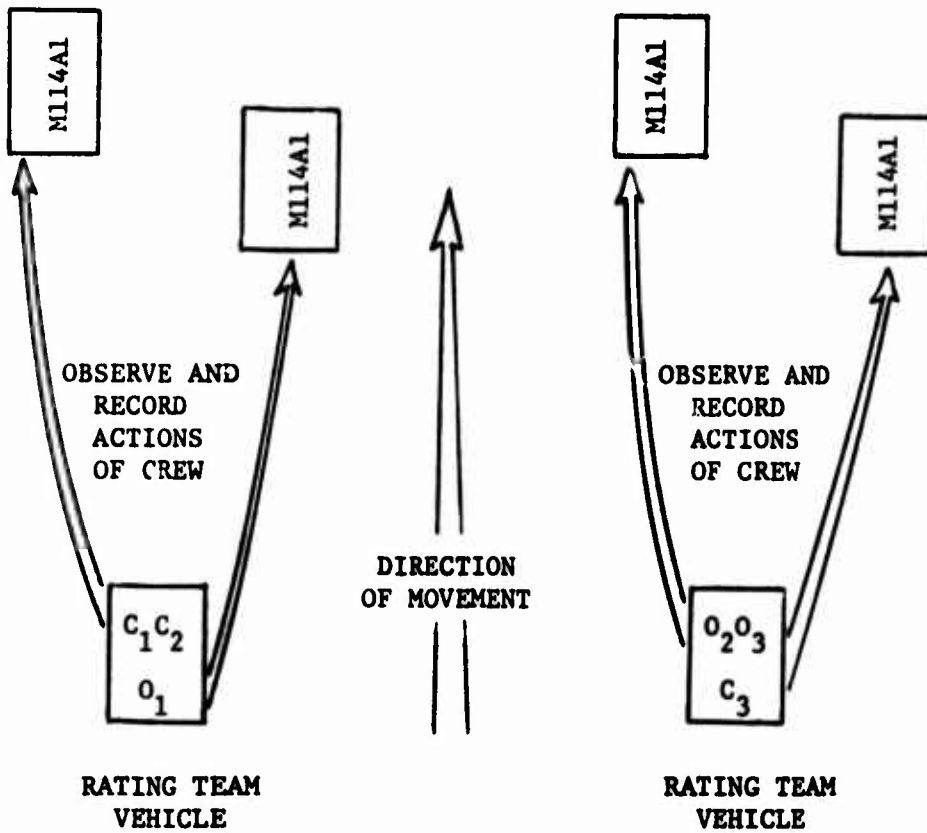 M114A1
M114A1
OBSERVE AND
RECORD
ACTIONS
OF CREW
C₁C₂
O₁
RATING TEAM
VEHICLE
DIRECTION
OF MOVEMENT
M114A1
M114A1
OBSERVE AND
RECORD
ACTIONS
OF CREW
O₂O₃
C₃
RATING TEAM
VEHICLE